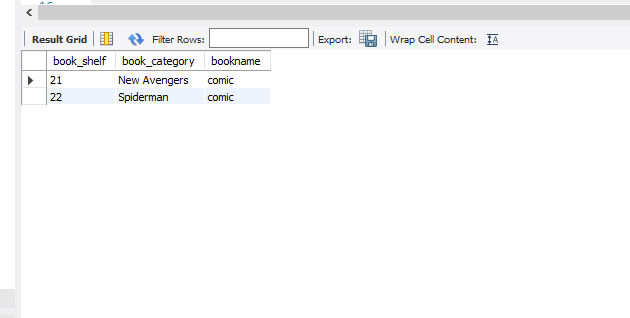 Result Grid Filter Rows: Export: Wrap Cell Content:
book_shelf book_category bookname
21 New Avengers comic
22 Spiderman comic